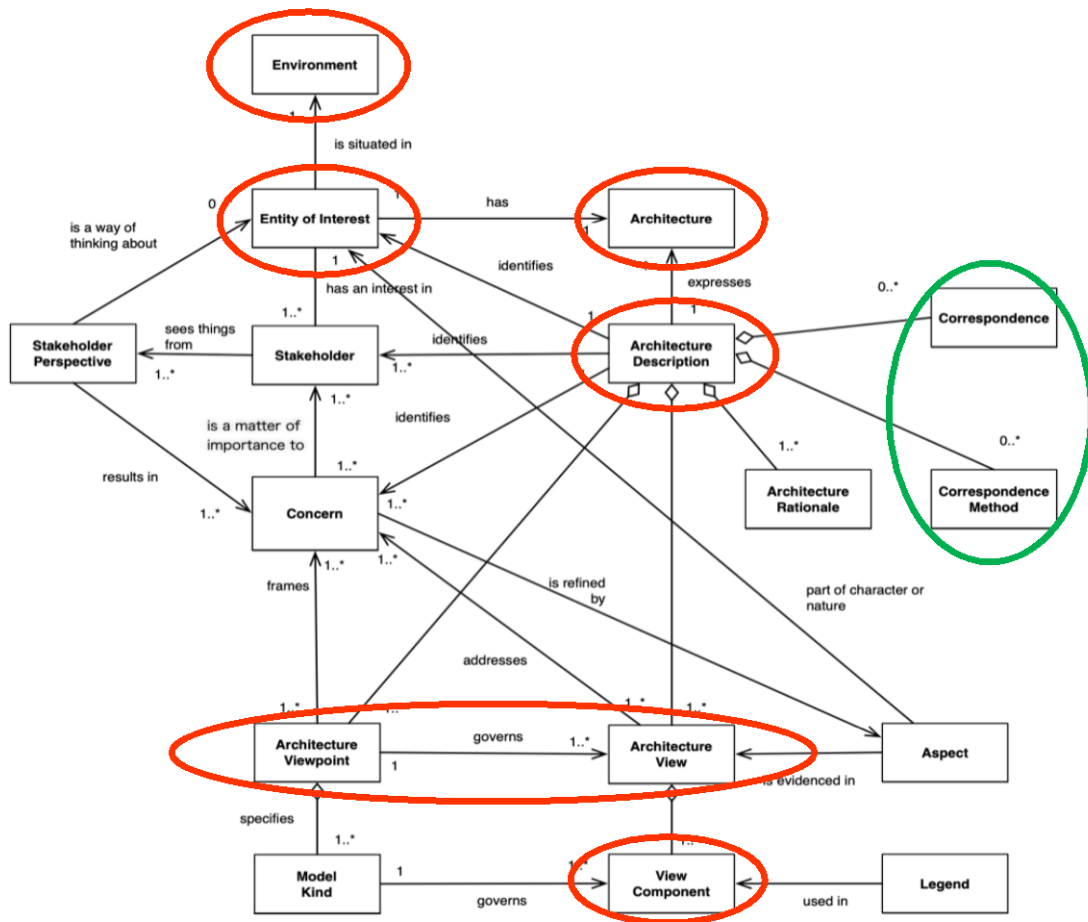 Environment
1
is situated in
0
1
Entity of Interest
has
1
Architecture
is a way of
thinking about
1
identifies
has an interest in
expresses
0..*
Correspondence
1..*
1
1
sees things
from
identifies
Stakeholder
Perspective
Stakeholder
Architecture
Description
1..*
1..*
1..*
is a matter of
importance to
identifies
0..*
1..*
1..*
results in
1..*
Concern
1..*
Architecture
Rationale
Correspondence
Method
1..*
1..*
frames
is refined
by
part of character or
nature
addresses
1..*
1..*
1..*
Architecture
Viewpoint
governs
1
1..*
Architecture
View
Aspect
is evidenced in
specifies
1..*
Model
Kind
1
governs
1..*
View
Component
used in
Legend